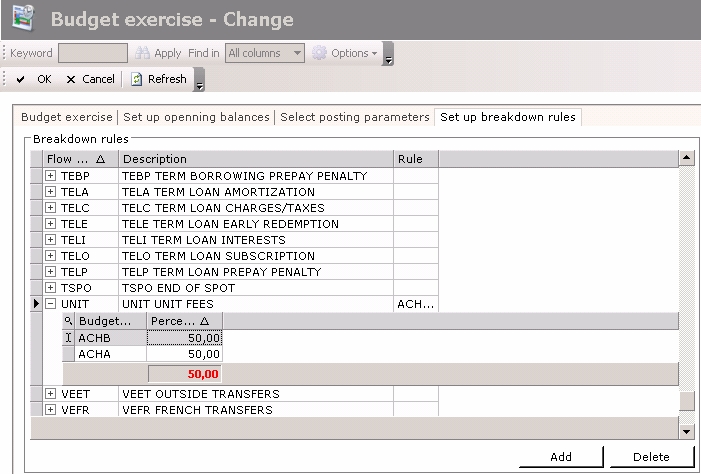 Budget exercise - Change
Keyword Apply Find in All columns Options
OK Cancel Refresh
Budget exercise Set up openning balances Select posting parameters Set up breakdown rules
Breakdown rules
Flow ... Description Rule
TEBP TEBP TERM BORROWING PREPAY PENALTY
TELA TELA TERM LOAN AMORTIZATION
TELC TELC TERM LOAN CHARGES/TAXES
TELE TELE TERM LOAN EARLY REDEMPTION
TELI TELI TERM LOAN INTERESTS
TELO TELO TERM LOAN SUBSCRIPTION
TELP TELP TERM LOAN PREPAY PENALTY
TSPO TSPO END OF SPOT
UNIT UNIT UNIT FEES ACH...
Budget... Perce...
ACHB 50,00
ACHA 50,00
50,00
VEET VEET OUTSIDE TRANSFERS
VEFR VEFR FRENCH TRANSFERS
Add Delete